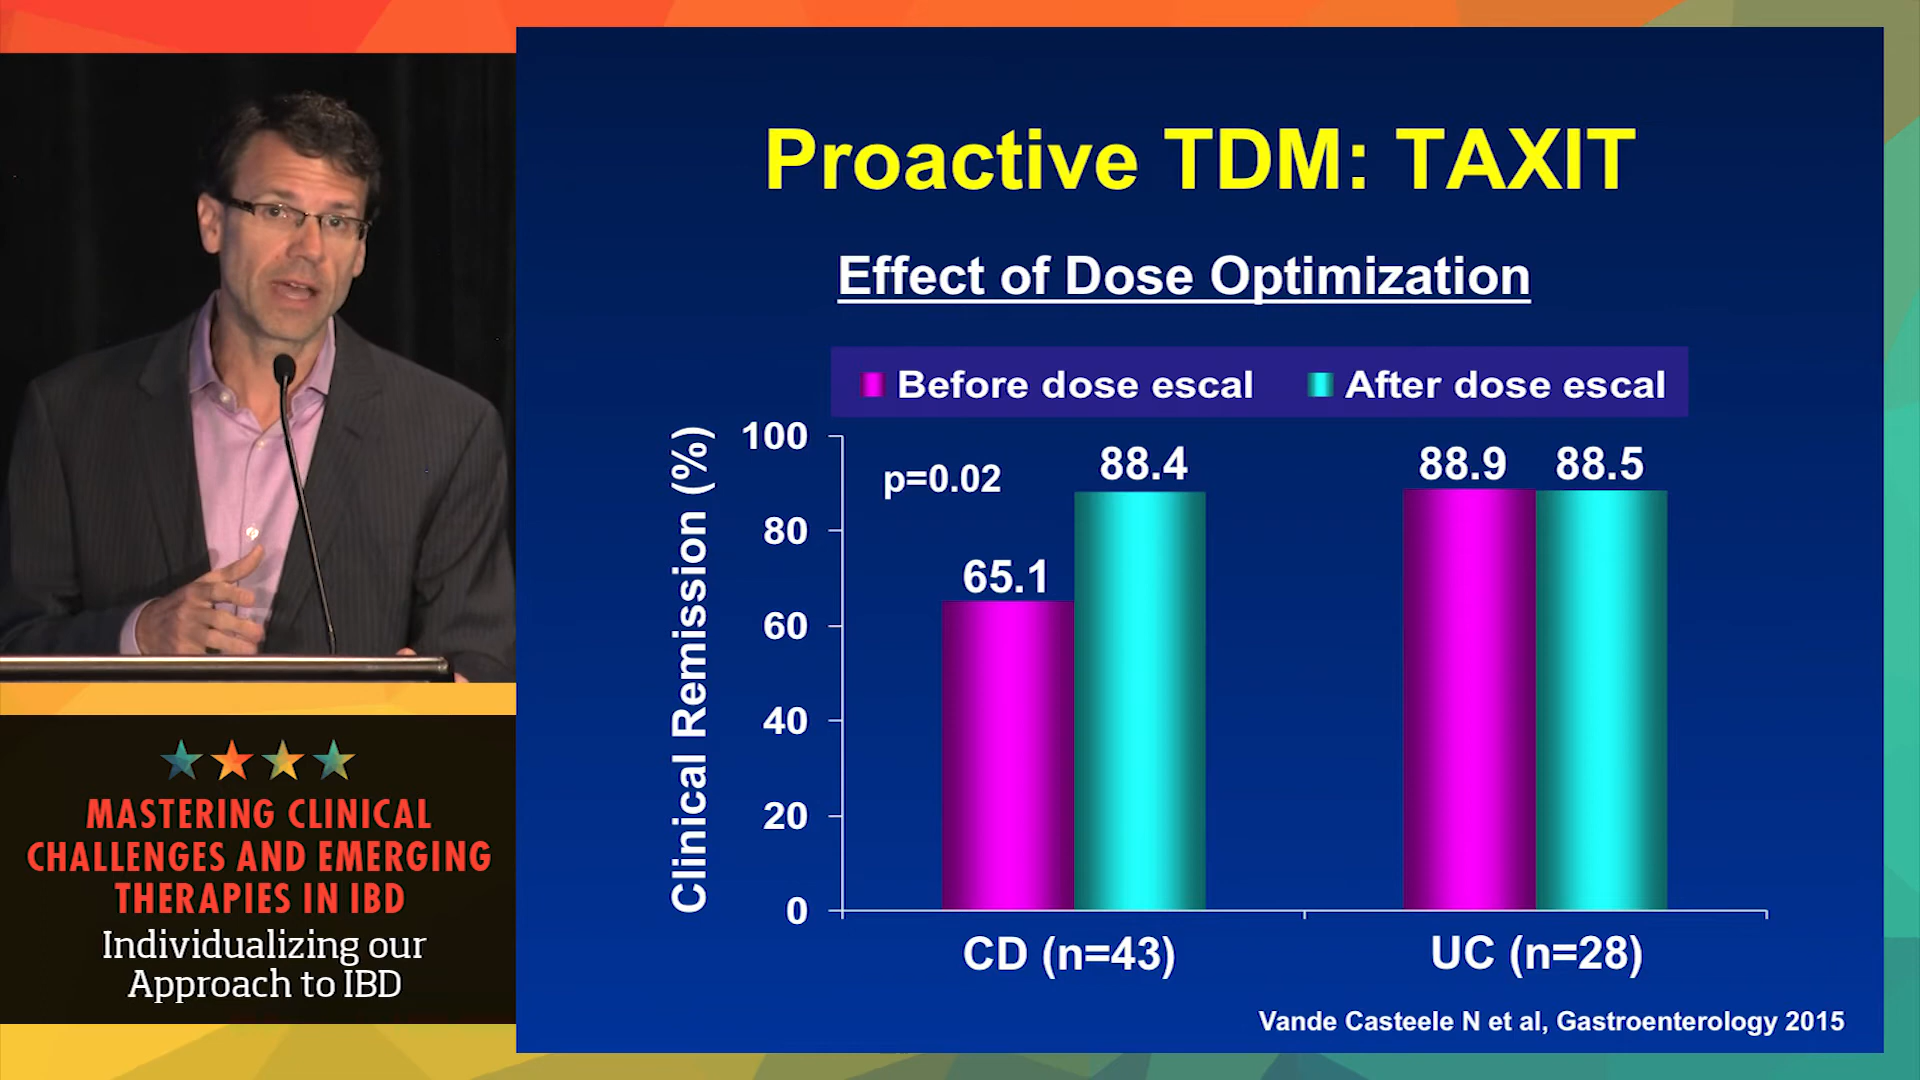 Proactive TDM: TAXIT
Effect of Dose Optimization
Before dose escal After dose escal
Clinical Remission (%)
100
80
60
40
20
0
p=0.02
65.1
88.4
88.9
88.5
CD (n=43)
UC (n=28)
Vande Casteele N et al, Gastroenterology 2015
MASTERING CLINICAL
CHALLENGES AND EMERGING
THERAPIES IN IBD
Individualizing our
Approach to IBD